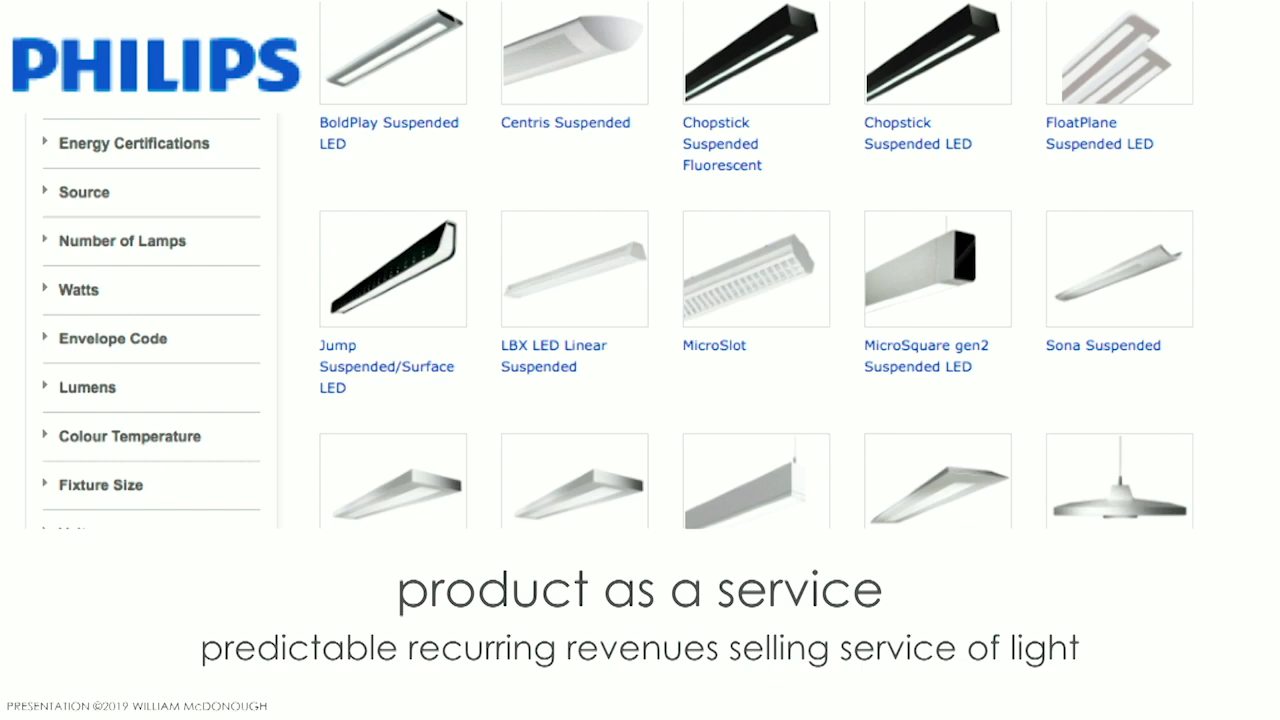 PHILIPS
Energy Certifications
Source
Number of Lamps
Watts
Envelope Code
Lumens
Colour Temperature
Fixture Size
BoldPlay Suspended
LED
Centris Suspended
Chopstick
Suspended
Fluorescent
Chopstick
Suspended LED
FloatPlane
Suspended LED
Jump
Suspended/Surface
LED
LBX LED Linear
Suspended
MicroSlot
MicroSquare gen2
Suspended LED
Sona Suspended
product as a service
predictable recurring revenues selling service of light
PRESENTATION ©2019 WILLIAM McDONOUGH